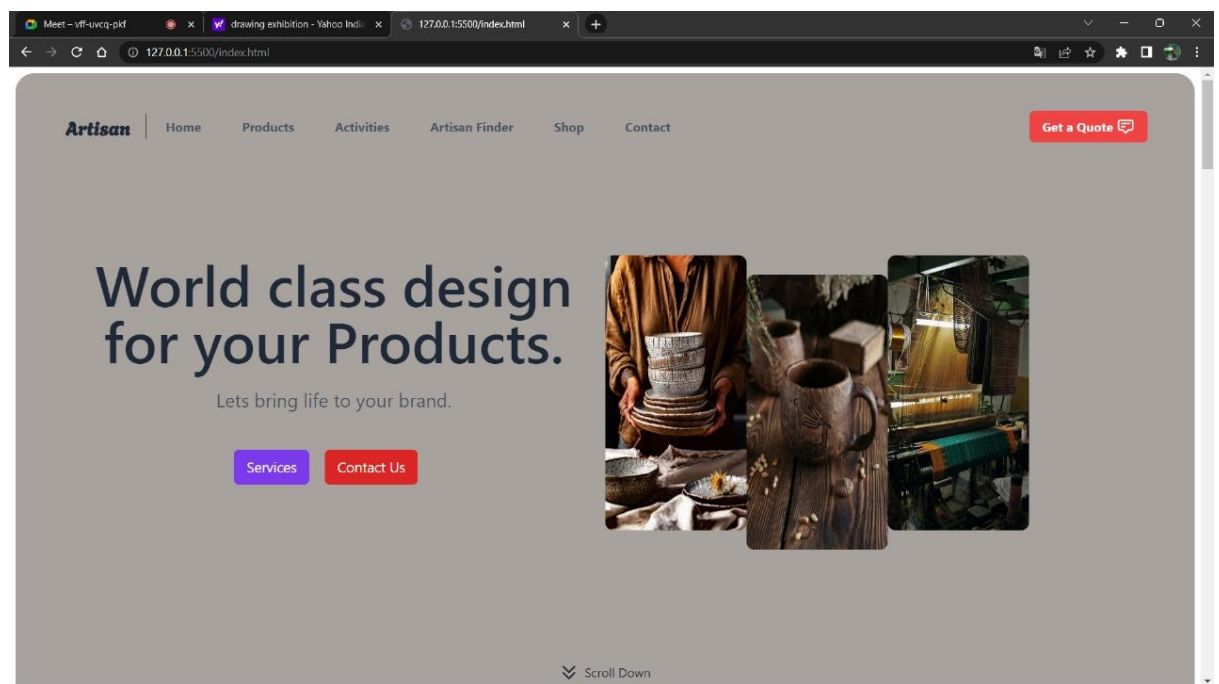 Meet – vff-uvcq-pkf
drawing exhibition - Yahoo Indi
127.0.0.1:5500/index.html
127.0.0.1:5500/index.html
Artisan Home Products Activities Artisan Finder Shop Contact Get a Quote
World class design
for your Products.
Lets bring life to your brand.
Services Contact Us
Scroll Down